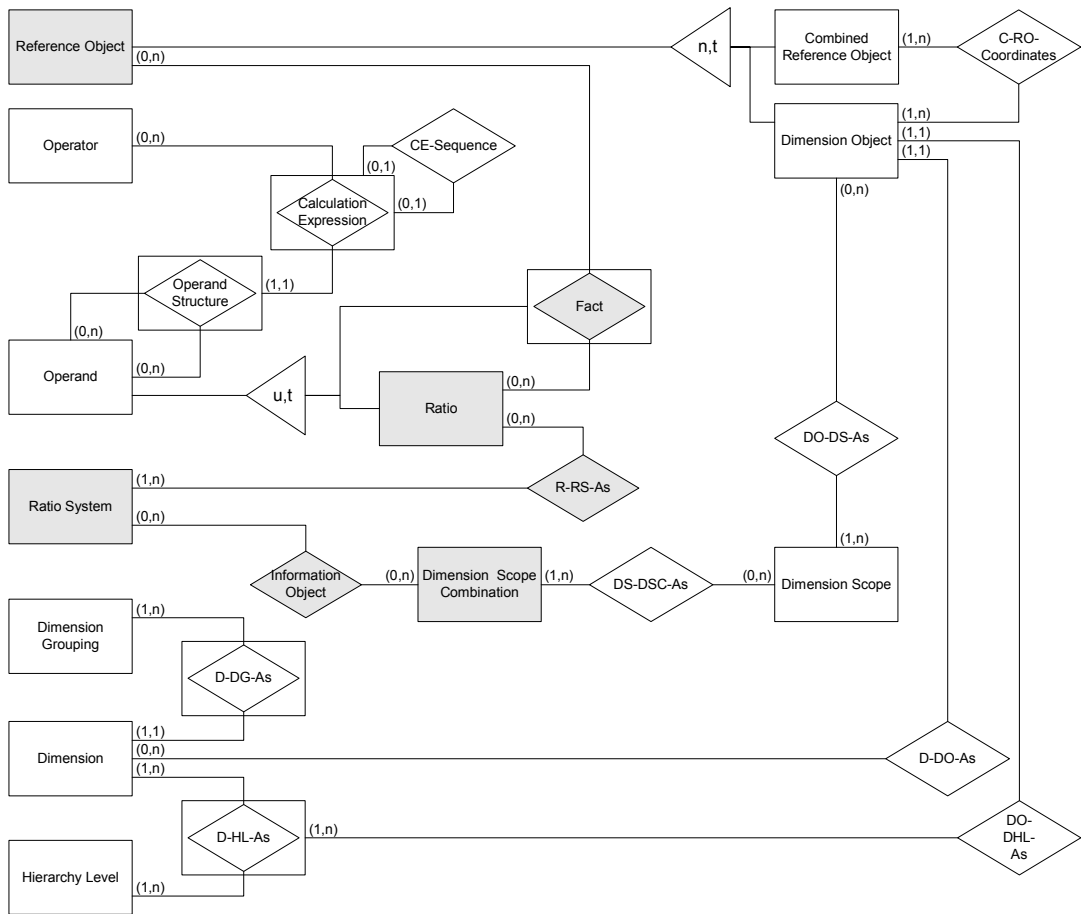 Reference Object
(0,n)
(0,n)
n,t
Combined
Reference Object
(1,n)
C-RO-
Coordinates
Operator
(0,n)
CE-Sequence
(0,1)
(0,1)
Calculation
Expression
Dimension Object
(1,n)
(1,1)
(1,1)
(0,n)
Operand
Structure
(1,1)
(0,n)
(0,n)
Operand
u,t
Fact
Ratio
(0,n)
(0,n)
DO-DS-As
Ratio System
(1,n)
(0,n)
R-RS-As
(1,n)
Information
Object
(0,n)
Dimension Scope
Combination
(1,n)
DS-DSC-As
(0,n)
Dimension Scope
Dimension
Grouping
(1,n)
D-DG-As
Dimension
(1,1)
(0,n)
(1,n)
D-DO-As
D-HL-As
(1,n)
DO-
DHL-
As
Hierarchy Level
(1,n)